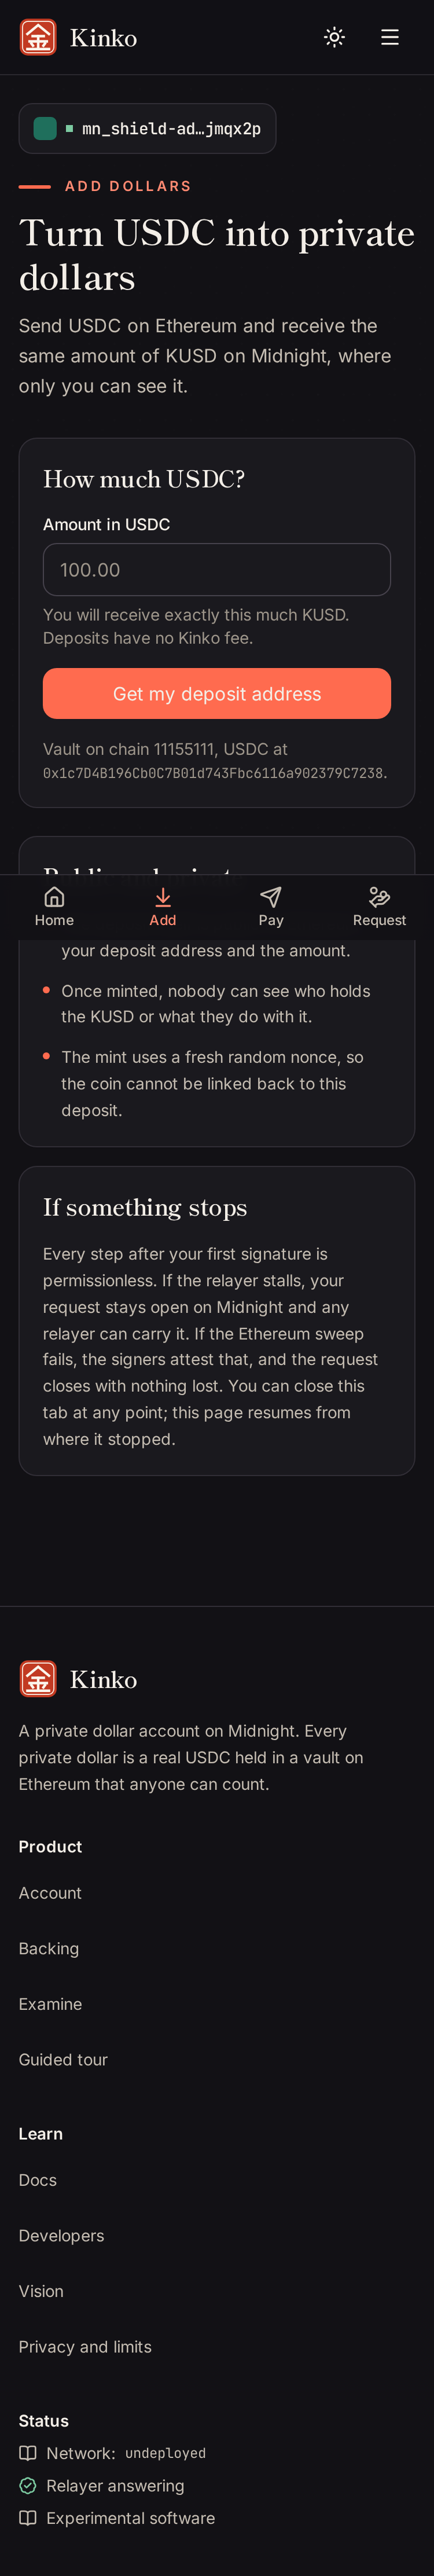 金 Kinko
mn_shield-ad…jmqx2p
ADD DOLLARS
Turn USDC into private
dollars
Send USDC on Ethereum and receive the
same amount of KUSD on Midnight, where
only you can see it.
How much USDC?
Amount in USDC
100.00
You will receive exactly this much KUSD.
Deposits have no Kinko fee.
Get my deposit address
Vault on chain 11155111, USDC at
0x1c7D4B196Cb0C7B01d743Fbc6116a902379C7238.
Home
Add
Pay
Request
your deposit address and the amount.
Once minted, nobody can see who holds
the KUSD or what they do with it.
The mint uses a fresh random nonce, so
the coin cannot be linked back to this
deposit.
If something stops
Every step after your first signature is
permissionless. If the relayer stalls, your
request stays open on Midnight and any
relayer can carry it. If the Ethereum sweep
fails, the signers attest that, and the request
closes with nothing lost. You can close this
tab at any point; this page resumes from
where it stopped.
金 Kinko
A private dollar account on Midnight. Every
private dollar is a real USDC held in a vault on
Ethereum that anyone can count.
Product
Account
Backing
Examine
Guided tour
Learn
Docs
Developers
Vision
Privacy and limits
Status
Network: undeployed
Relayer answering
Experimental software